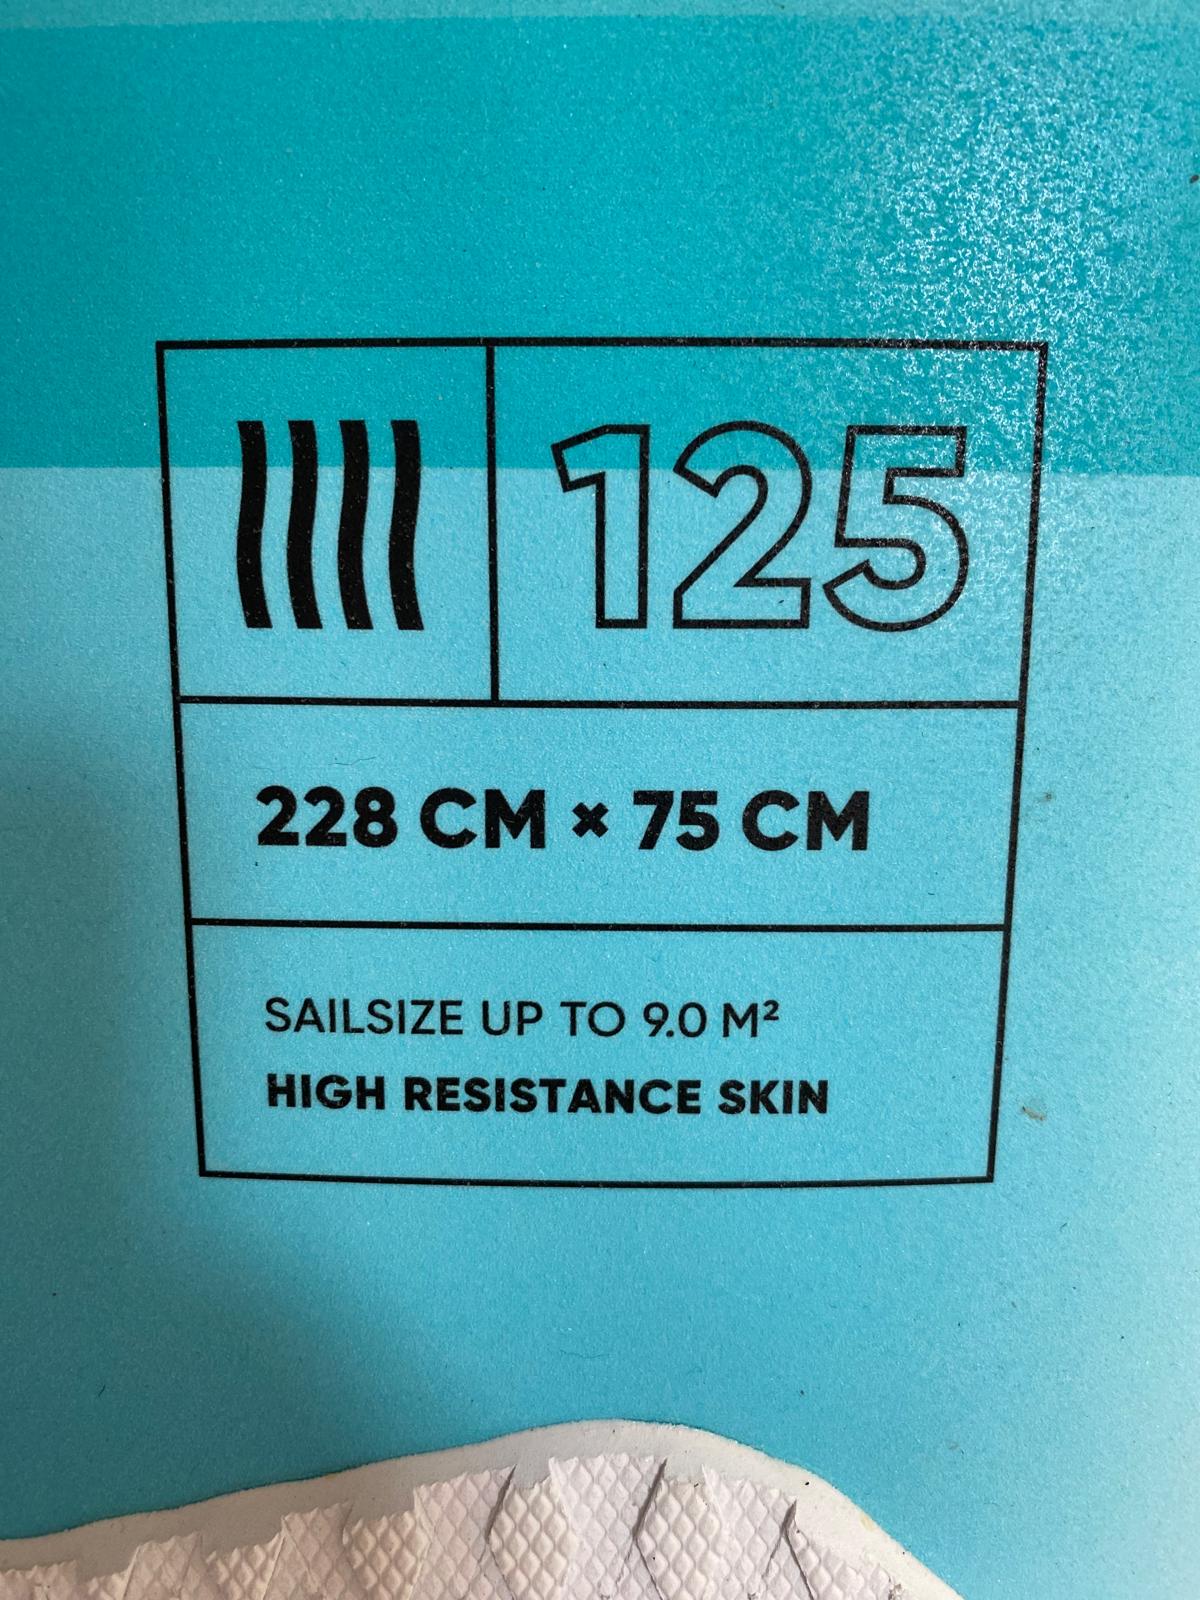 125
228 CM × 75 CM
SAILSIZE UP TO 9.0 M²
HIGH RESISTANCE SKIN